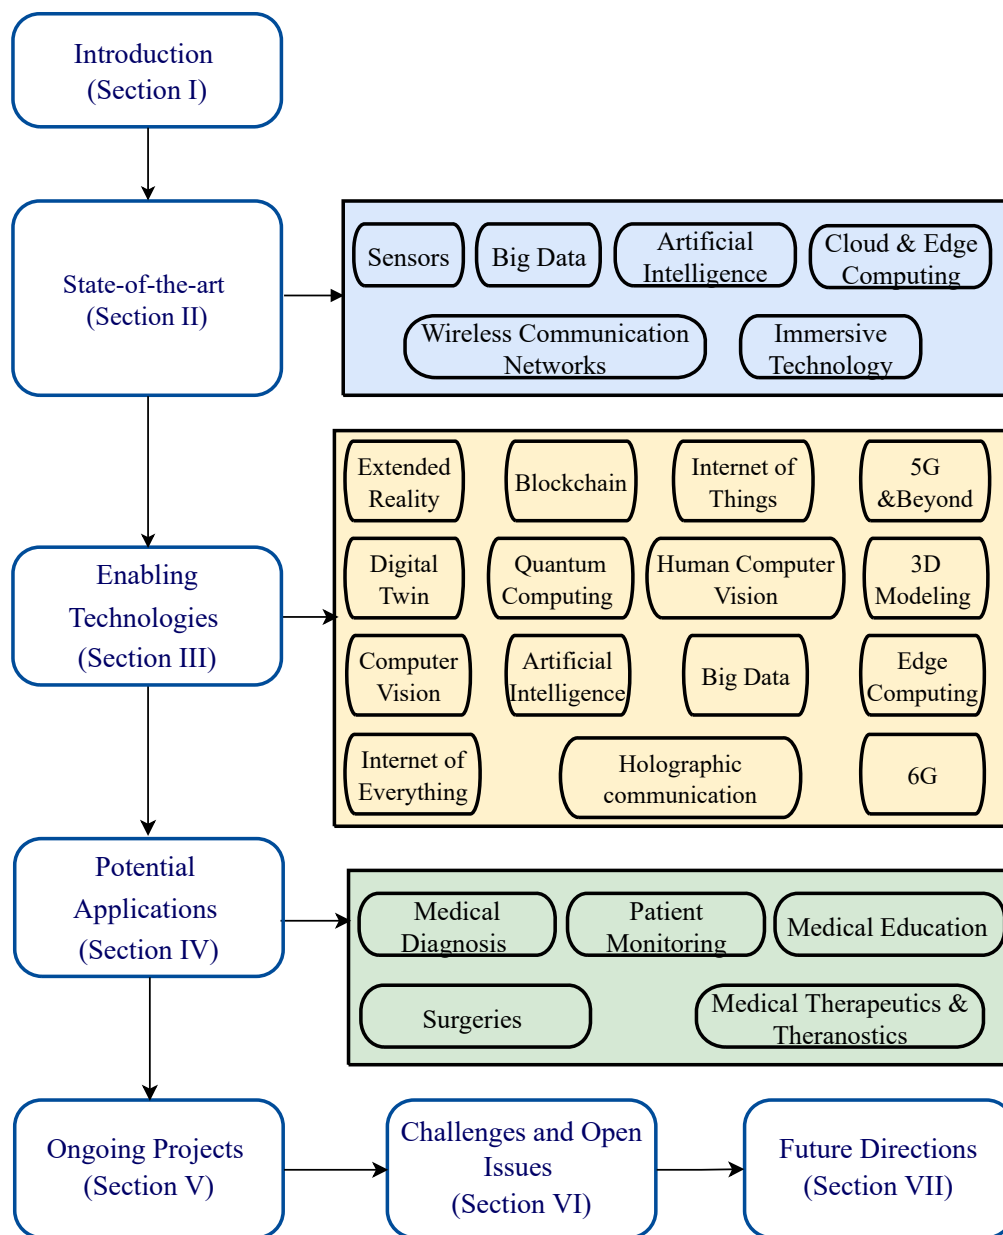 Introduction
(Section I)
State-of-the-art
(Section II)
Sensors
Big Data
Artificial
Intelligence
Cloud & Edge
Computing
Wireless Communication
Networks
Immersive
Technology
Enabling
Technologies
(Section III)
Extended
Reality
Blockchain
Internet of
Things
5G
&Beyond
Digital
Twin
Quantum
Computing
Human Computer
Vision
3D
Modeling
Computer
Vision
Artificial
Intelligence
Big Data
Edge
Computing
Internet of
Everything
Holographic
communication
6G
Potential
Applications
(Section IV)
Medical
Diagnosis
Patient
Monitoring
Medical Education
Surgeries
Medical Therapeutics &
Theranostics
Ongoing Projects
(Section V)
Challenges and Open
Issues
(Section VI)
Future Directions
(Section VII)